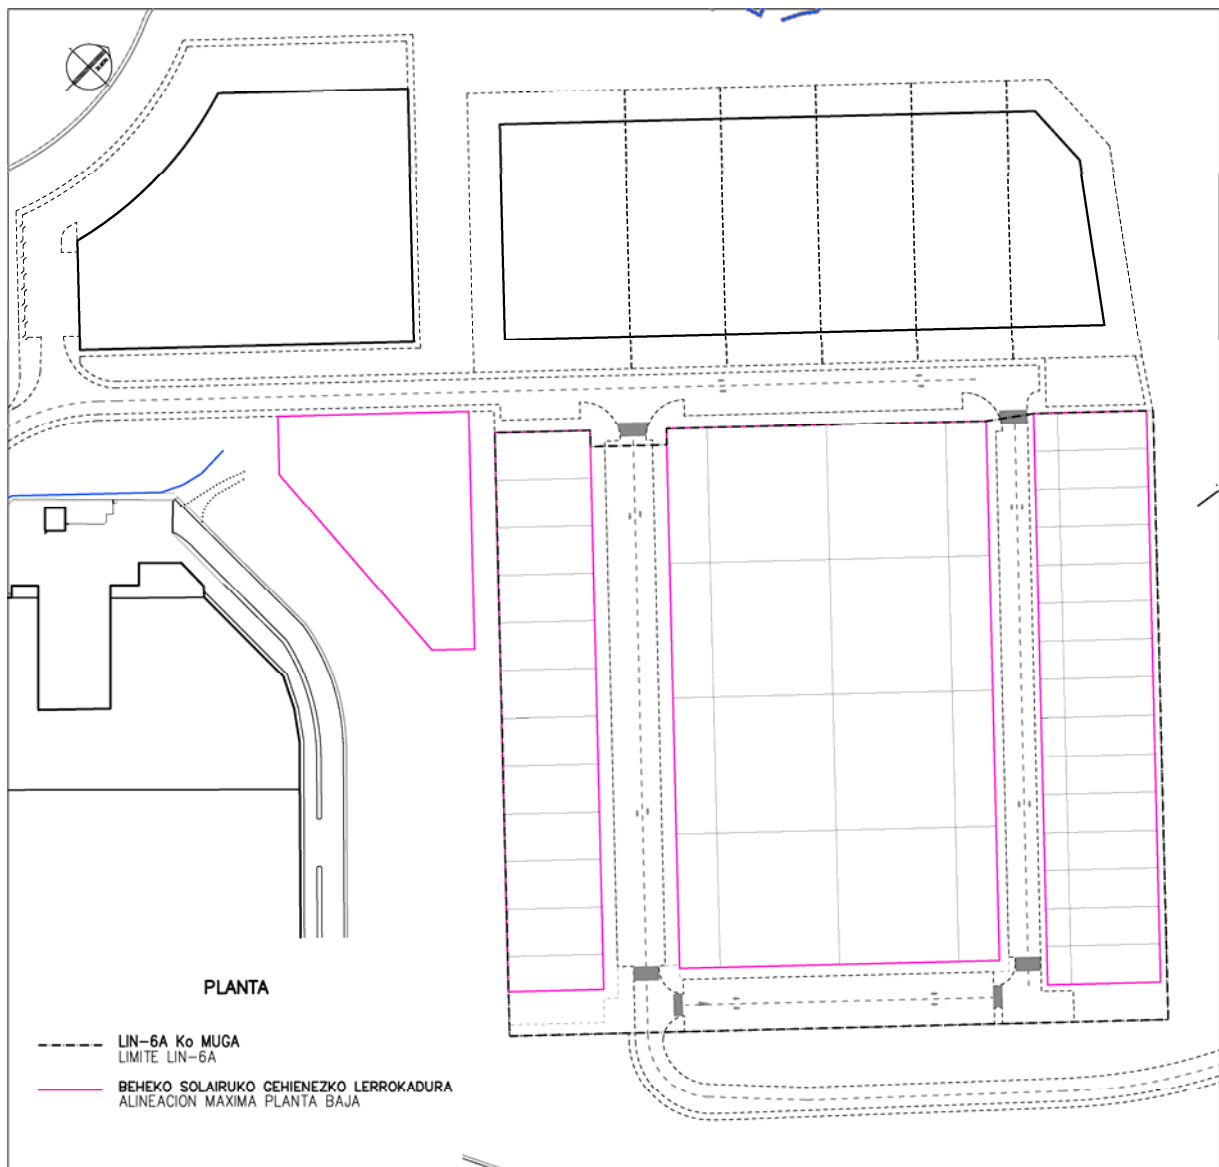 PLANTA
LIN-6A Ko MUGA
LIMITE LIN-6A
BEHEKO SOLAIRUKO GEHIENEZKO LERROKADURA
ALINEACION MAXIMA PLANTA BAJA